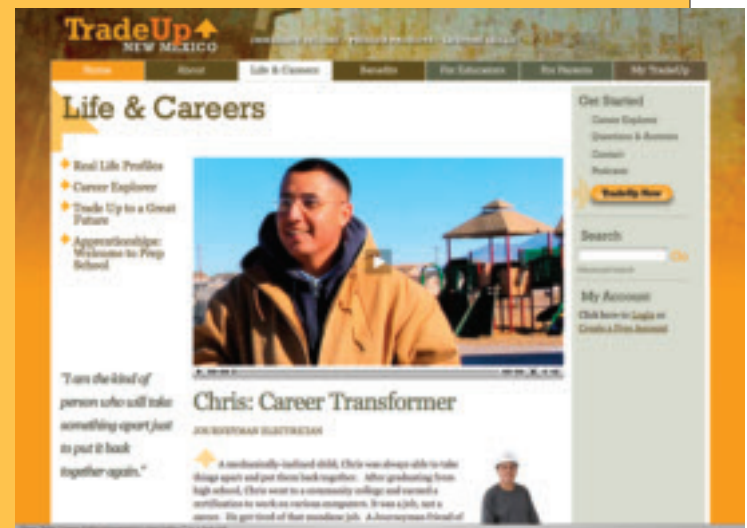 TradeUp
NEW MEXICO
Home About Life & Careers Benefits For Educators For Parents My TradeUp
Life & Careers
Real Life Profiles
Career Explorer
Trade Up to a Great
Future
Apprenticeships:
Welcome to Prep
School
"I am the kind of
person who will take
something apart just
to put it back
together again."
Chris: Career Transformer
JOURNEYMAN ELECTRICIAN
A mechanically-inclined child, Chris was always able to take
things apart and put them back together. After graduating from
high school, Chris went to a community college and earned a
certification to work on various computers. It was a job, not a
career. He got tired of that mundane job. A Journeyman friend of
Get Started
Career Explorer
Questions & Answers
Contact
Podcasts
TradeUp Now
Search
Go
Advanced Search
My Account
Click here to Login or
Create a Free Account